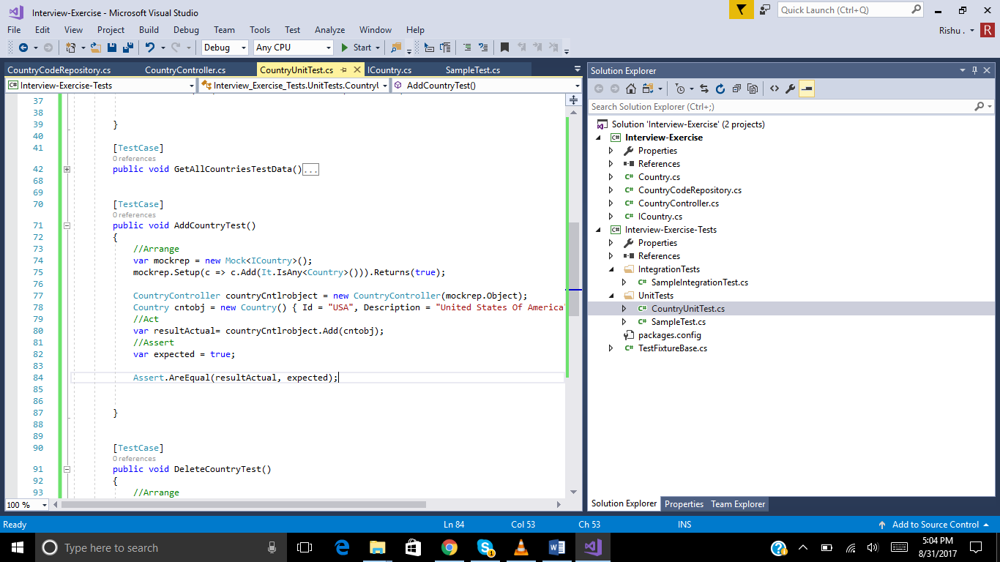 Interview-Exercise - Microsoft Visual Studio
Quick Launch (Ctrl+Q)
File Edit View Project Build Debug Team Tools Test Analyze Window Help
Rishu . R
Debug Any CPU Start
CountryCodeRepository.cs CountryController.cs CountryUnitTest.cs ICountry.cs SampleTest.cs
Interview-Exercise-Tests Interview_Exercise_Tests.UnitTests.Countryl AddCountryTest()
37
38
39 }
40
41 [TestCase]
0 references
42 public void GetAllCountriesTestData()...
68
69
70 [TestCase]
0 references
71 public void AddCountryTest()
72 {
73 //Arrange
74 var mockrep = new Mock<ICountry>();
75 mockrep.Setup(c => c.Add(It.IsAny<Country>())).Returns(true);
76
77 CountryController countryCntlrobject = new CountryController(mockrep.Object);
78 Country cntobj = new Country() { Id = "USA", Description = "United States Of America"
79 //Act
80 var resultActual= countryCntlrobject.Add(cntobj);
81 //Assert
82 var expected = true;
83
84 Assert.AreEqual(resultActual, expected);
85
86
87 }
88
89
90 [TestCase]
0 references
91 public void DeleteCountryTest()
92 {
93 //Arrange
100 %
Solution Explorer
Search Solution Explorer (Ctrl+;)
Solution 'Interview-Exercise' (2 projects)
C# Interview-Exercise
Properties
References
C# Country.cs
C# CountryCodeRepository.cs
C# CountryController.cs
C# ICountry.cs
C# Interview-Exercise-Tests
Properties
References
IntegrationTests
C# SampleIntegrationTest.cs
UnitTests
C# CountryUnitTest.cs
C# SampleTest.cs
packages.config
C# TestFixtureBase.cs
Solution Explorer Properties Team Explorer
Ready Ln 84 Col 53 Ch 53 INS Add to Source Control
Type here to search
5:04 PM
8/31/2017